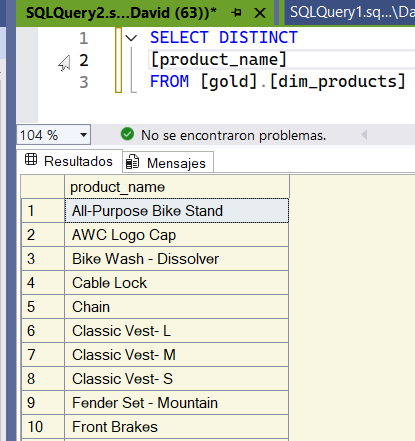 SQLQuery2.s...David (63))* SQLQuery1.sq...\Da
1 SELECT DISTINCT
2 [product_name]
3 FROM [gold].[dim_products]
104 % No se encontraron problemas.
Resultados Mensajes
product_name
1 All-Purpose Bike Stand
2 AWC Logo Cap
3 Bike Wash - Dissolver
4 Cable Lock
5 Chain
6 Classic Vest- L
7 Classic Vest- M
8 Classic Vest- S
9 Fender Set - Mountain
10 Front Brakes